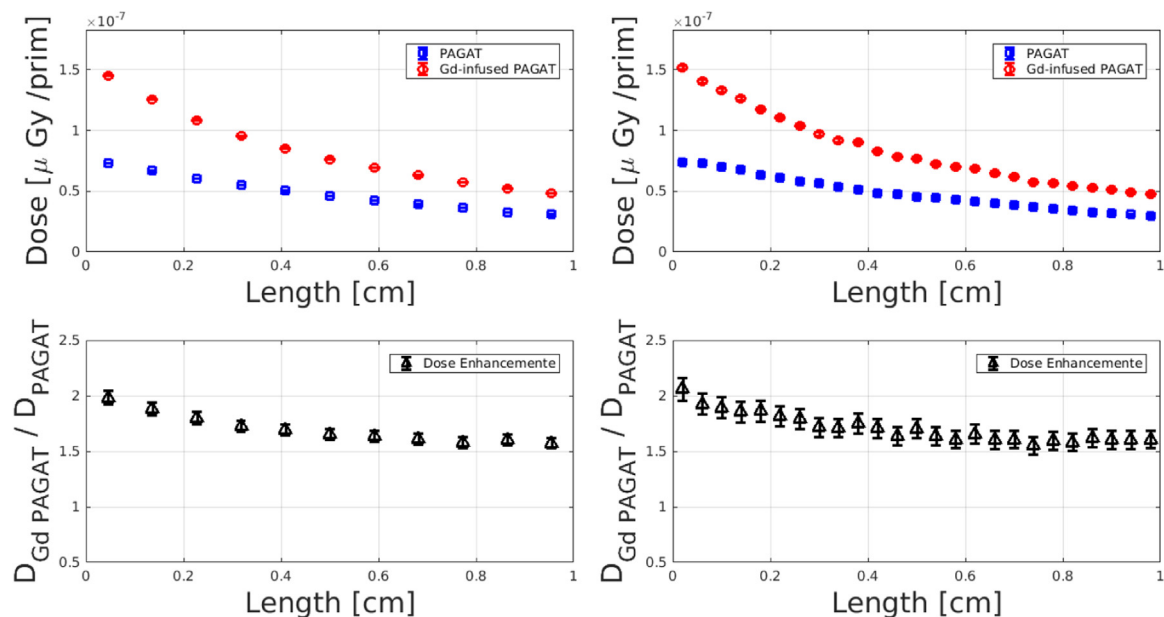 ×10⁻⁷
Dose [μ Gy /prim]
1.5
1
0.5
0
PAGAT
Gd-infused PAGAT
0 0.2 0.4 0.6 0.8 1
Length [cm]
×10⁻⁷
Dose [μ Gy /prim]
1.5
1
0.5
0
PAGAT
Gd-infused PAGAT
0 0.2 0.4 0.6 0.8 1
Length [cm]
D_Gd PAGAT / D_PAGAT
2.5
2
1.5
1
0.5
Dose Enhancemente
0 0.2 0.4 0.6 0.8 1
Length [cm]
D_Gd PAGAT / D_PAGAT
2.5
2
1.5
1
0.5
Dose Enhancemente
0 0.2 0.4 0.6 0.8 1
Length [cm]